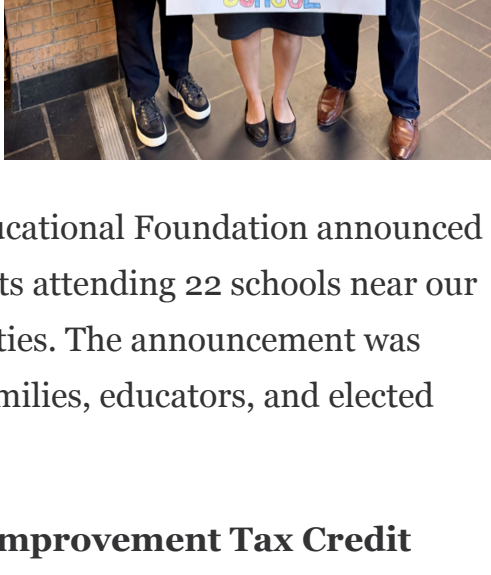 SCHOOL
ucational Foundation announced
ts attending 22 schools near our
ties. The announcement was
milies, educators, and elected
mprovement Tax Credit